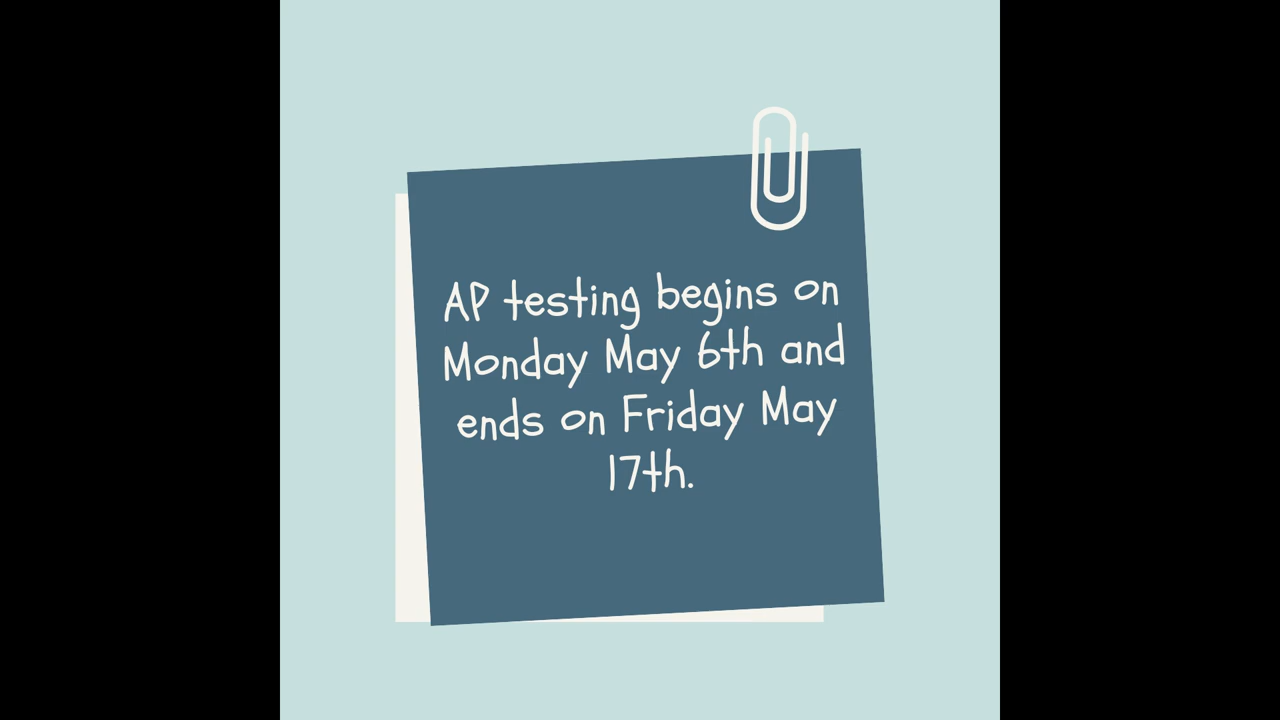 AP testing begins on
Monday May 6th and
ends on Friday May
17th.